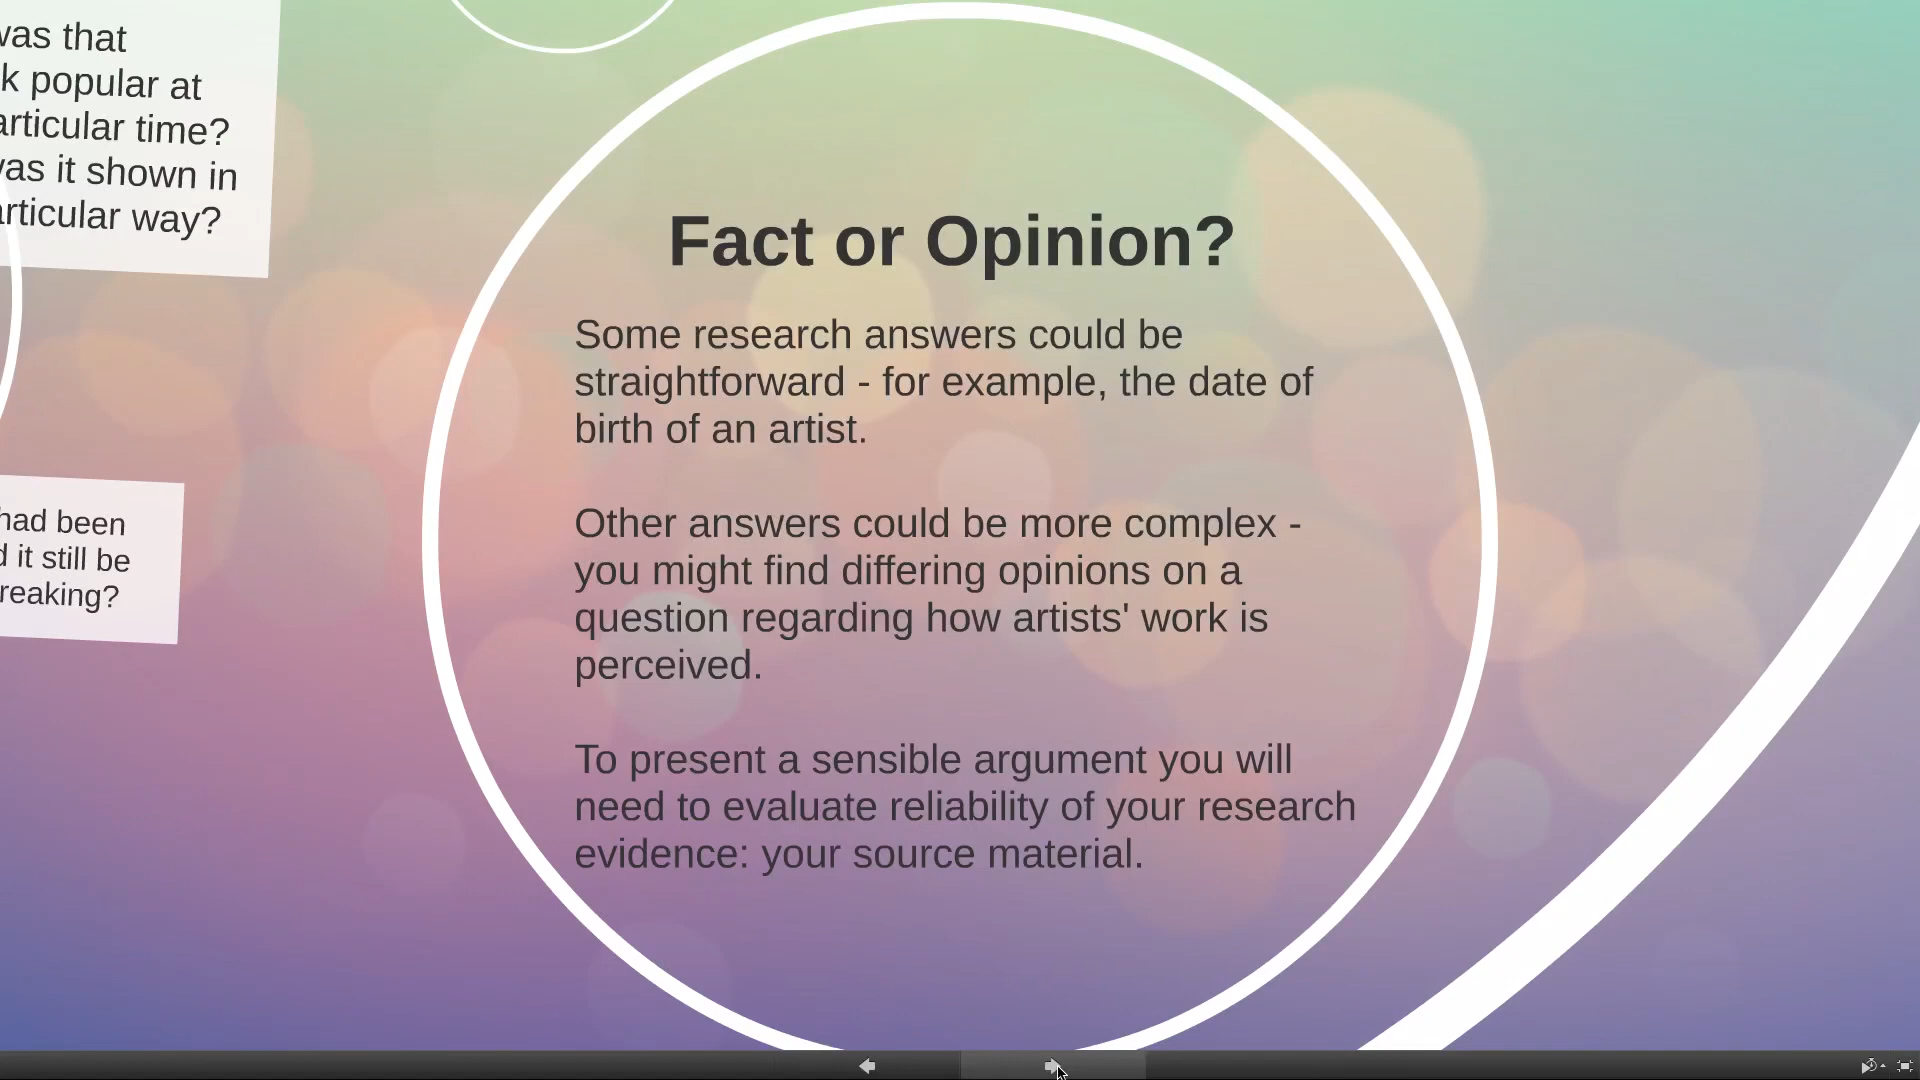 was that
k popular at
articular time?
was it shown in
articular way?
had been
d it still be
reaking?
Fact or Opinion?
Some research answers could be
straightforward - for example, the date of
birth of an artist.
Other answers could be more complex -
you might find differing opinions on a
question regarding how artists' work is
perceived.
To present a sensible argument you will
need to evaluate reliability of your research
evidence: your source material.